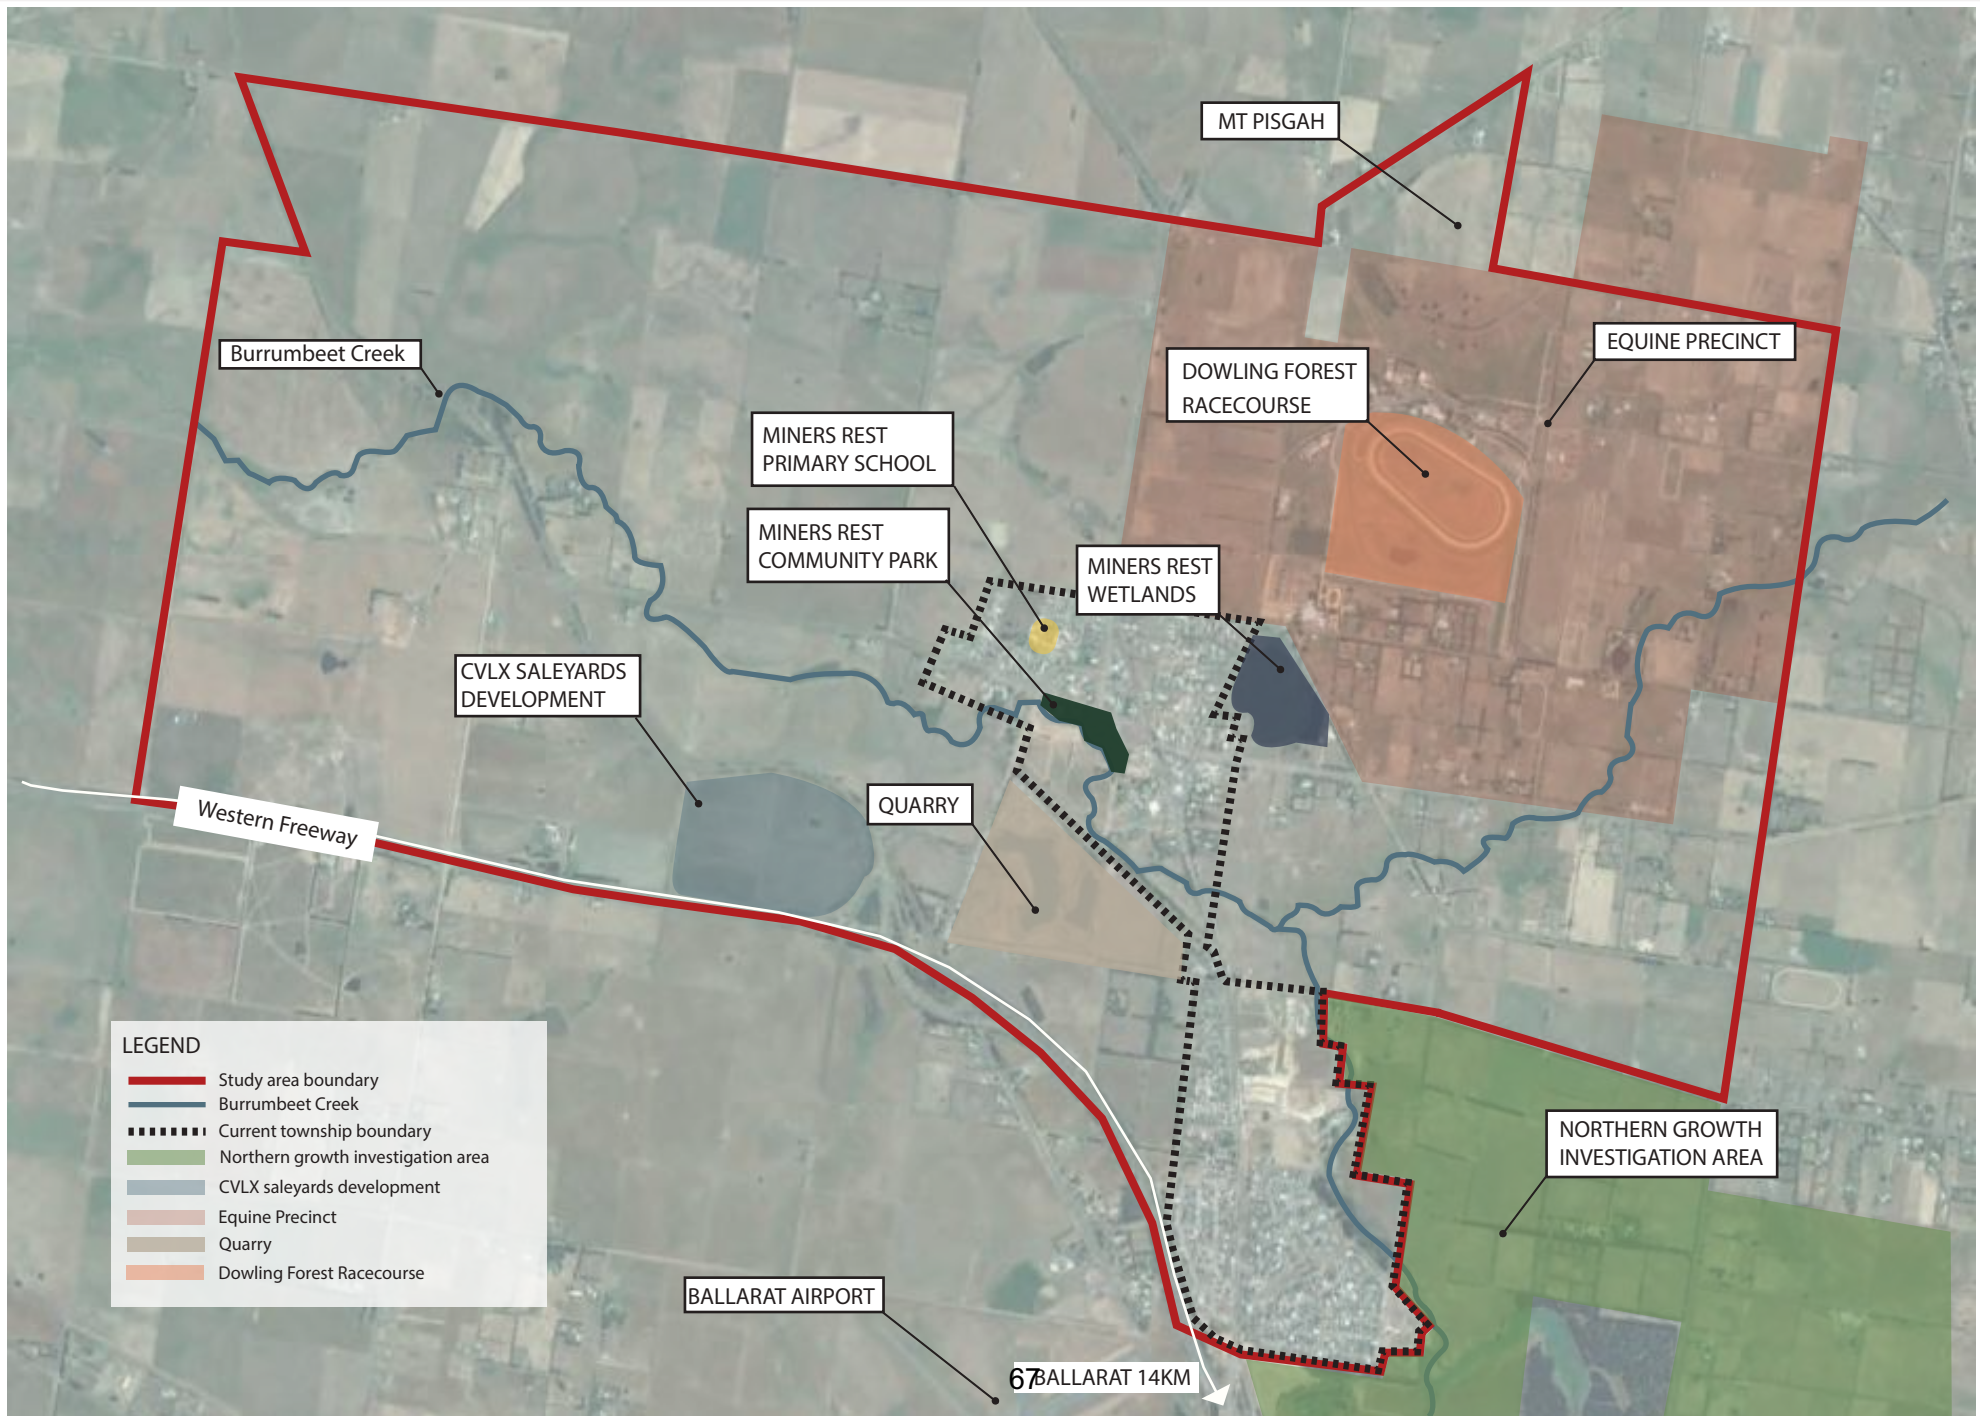 MT PISGAH
EQUINE PRECINCT
Burrumbeet Creek
DOWLING FOREST
RACECOURSE
MINERS REST
PRIMARY SCHOOL
MINERS REST
COMMUNITY PARK
MINERS REST
WETLANDS
CVLX SALEYARDS
DEVELOPMENT
QUARRY
Western Freeway
LEGEND
Study area boundary
Burrumbeet Creek
Current township boundary
Northern growth investigation area
CVLX saleyards development
Equine Precinct
Quarry
Dowling Forest Racecourse
NORTHERN GROWTH
INVESTIGATION AREA
BALLARAT AIRPORT
67
BALLARAT 14KM